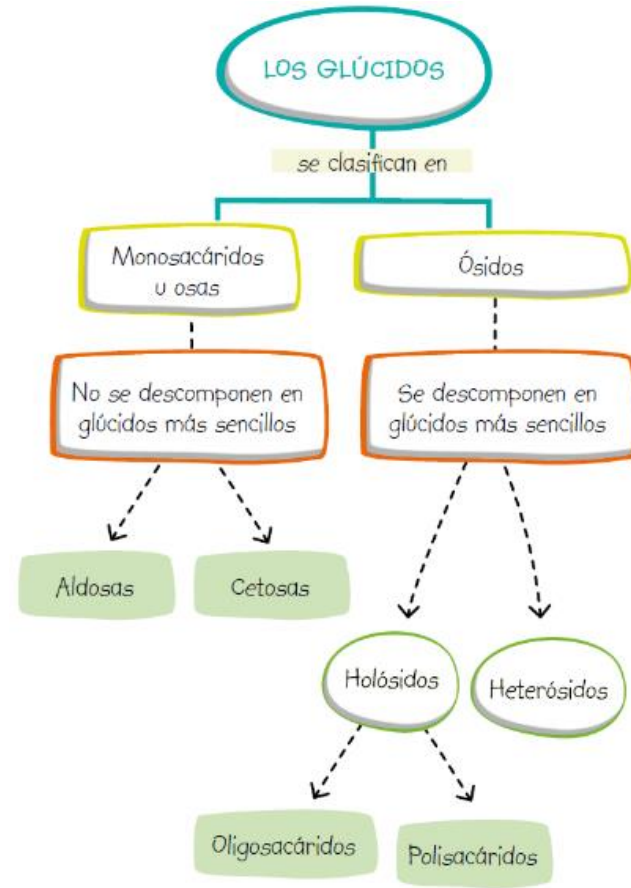 LOS GLÚCIDOS
se clasifican en
Monosacáridos
u osas
Ósidos
No se descomponen en
glúcidos más sencillos
Se descomponen en
glúcidos más sencillos
Aldosas
Cetosas
Holósidos
Heterósidos
Oligosacáridos
Polisacáridos